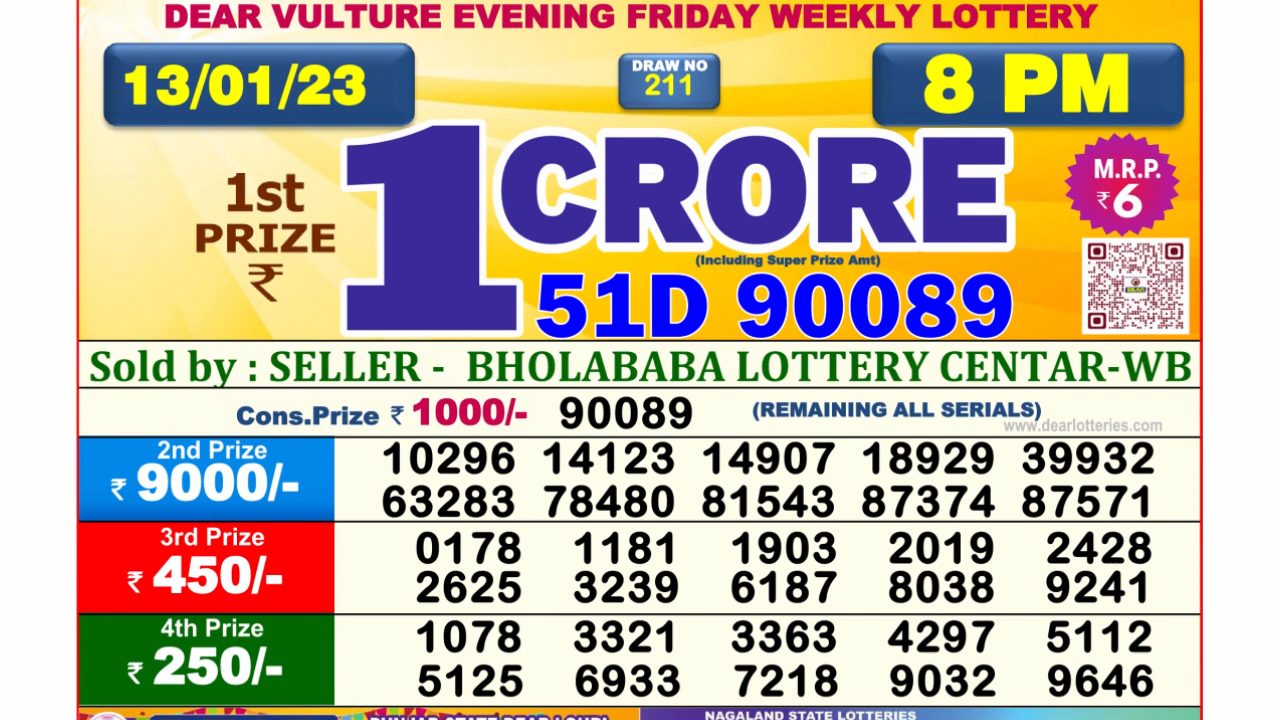 DEAR VULTURE EVENING FRIDAY WEEKLY LOTTERY
13/01/23
DRAW NO
211
8 PM
1st
PRIZE
₹
1 CRORE
(Including Super Prize Amt)
51D 90089
M.R.P.
₹ 6
Sold by : SELLER - BHOLABABA LOTTERY CENTAR-WB
Cons.Prize ₹ 1000/- 90089 (REMAINING ALL SERIALS)
www.dearlotteries.com
2nd Prize
₹ 9000/-
10296 14123 14907 18929 39932
63283 78480 81543 87374 87571
3rd Prize
₹ 450/-
0178 1181 1903 2019 2428
2625 3239 6187 8038 9241
4th Prize
₹ 250/-
1078 3321 3363 4297 5112
5125 6933 7218 9032 9646
PUNJAB STATE DEAR LOHRI
NAGALAND STATE LOTTERIES